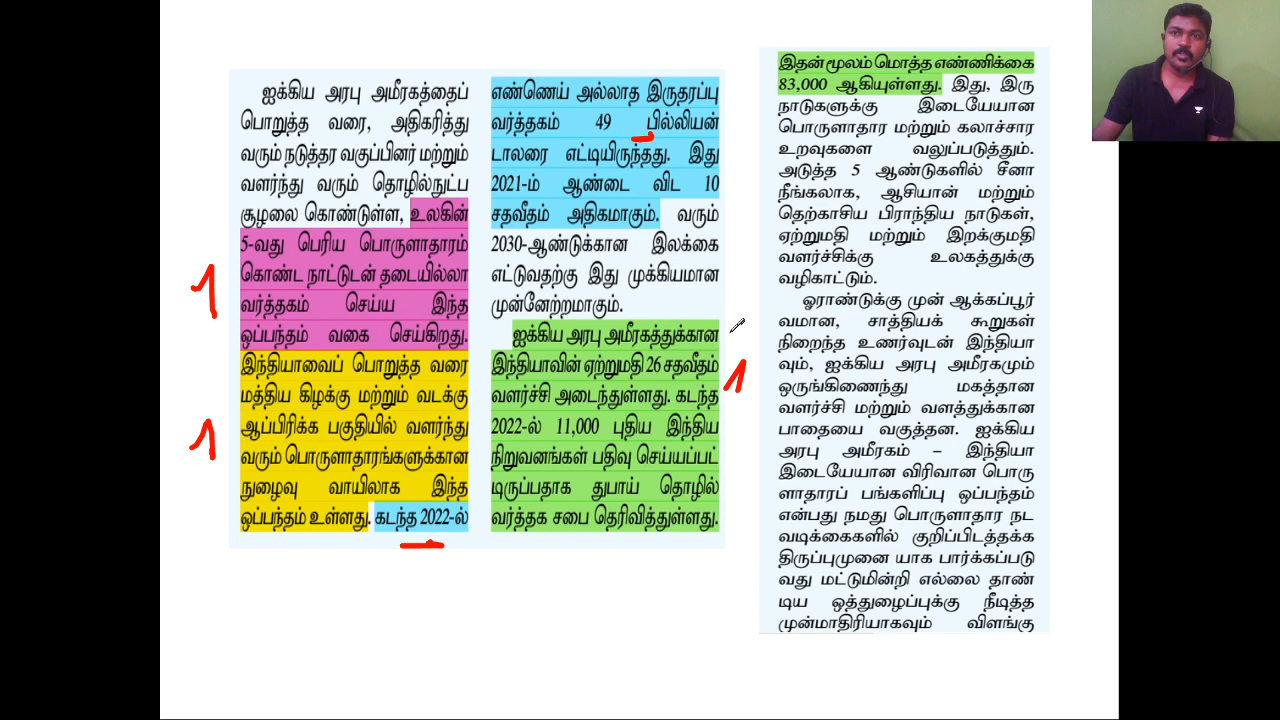 ஐக்கிய அரபு அமீரகத்தைப்
பொறுத்த வரை, அதிகரித்து
வரும் நடுத்தர வகுப்பினர் மற்றும்
வளர்ந்து வரும் தொழில்நுட்ப
சூழலை கொண்டுள்ள, உலகின்
5-வது பெரிய பொருளாதாரம்
கொண்ட நாட்டுடன் தடையில்லா
வர்த்தகம் செய்ய இந்த
ஒப்பந்தம் வகை செய்கிறது.
இந்தியாவைப் பொறுத்த வரை
மத்திய கிழக்கு மற்றும் வடக்கு
ஆப்பிரிக்க பகுதியில் வளர்ந்து
வரும் பொருளாதாரங்களுக்கான
நுழைவு வாயிலாக இந்த
ஒப்பந்தம் உள்ளது. கடந்த 2022-ல்
எண்ணெய் அல்லாத இருதரப்பு
வர்த்தகம் 49 பில்லியன்
டாலரை எட்டியிருந்தது. இது
2021-ம் ஆண்டை விட 10
சதவீதம் அதிகமாகும். வரும்
2030-ஆண்டுக்கான இலக்கை
எட்டுவதற்கு இது முக்கியமான
முன்னேற்றமாகும்.
ஐக்கிய அரபு அமீரகத்துக்கான
இந்தியாவின் ஏற்றுமதி 26 சதவீதம்
வளர்ச்சி அடைந்துள்ளது. கடந்த
2022-ல் 11,000 புதிய இந்திய
நிறுவனங்கள் பதிவு செய்யப்பட்
டிருப்பதாக துபாய் தொழில்
வர்த்தக சபை தெரிவித்துள்ளது.
இதன் மூலம் மொத்த எண்ணிக்கை
83,000 ஆகியுள்ளது. இது, இரு
நாடுகளுக்கு இடையேயான
பொருளாதார மற்றும் கலாச்சார
உறவுகளை வலுப்படுத்தும்.
அடுத்த 5 ஆண்டுகளில் சீனா
நீங்கலாக, ஆசியான் மற்றும்
தெற்காசிய பிராந்திய நாடுகள்,
ஏற்றுமதி மற்றும் இறக்குமதி
வளர்ச்சிக்கு உலகத்துக்கு
வழிகாட்டும்.
ஓராண்டுக்கு முன் ஆக்கப்பூர்
வமான, சாத்தியக் கூறுகள்
நிறைந்த உணர்வுடன் இந்தியா
வும், ஐக்கிய அரபு அமீரகமும்
ஒருங்கிணைந்து மகத்தான
வளர்ச்சி மற்றும் வளத்துக்கான
பாதையை வகுத்தன. ஐக்கிய
அரபு அமீரகம் – இந்தியா
இடையேயான விரிவான பொரு
ளாதாரப் பங்களிப்பு ஒப்பந்தம்
என்பது நமது பொருளாதார நட
வடிக்கைகளில் குறிப்பிடத்தக்க
திருப்புமுனை யாக பார்க்கப்படு
வது மட்டுமின்றி எல்லை தாண்
டிய ஒத்துழைப்புக்கு நீடித்த
முன்மாதிரியாகவும் விளங்கு
1
1
1